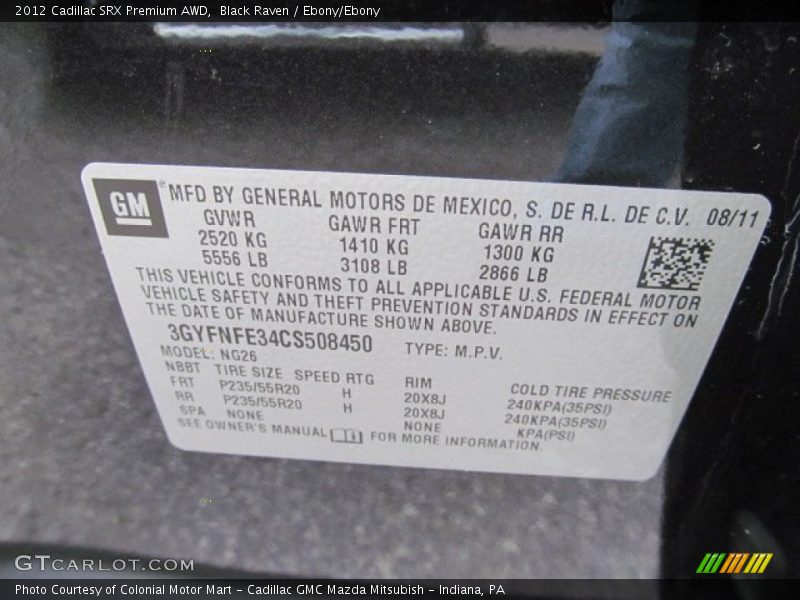 2012 Cadillac SRX Premium AWD,  Black Raven / Ebony/Ebony
GM
MFD BY GENERAL MOTORS DE MEXICO, S. DE R.L. DE C.V. 08/11
GVWR GAWR FRT GAWR RR
2520 KG 1410 KG 1300 KG
5556 LB 3108 LB 2866 LB
THIS VEHICLE CONFORMS TO ALL APPLICABLE U.S. FEDERAL MOTOR
VEHICLE SAFETY AND THEFT PREVENTION STANDARDS IN EFFECT ON
THE DATE OF MANUFACTURE SHOWN ABOVE.
3GYFNFE34CS508450 TYPE: M.P.V.
MODEL: NG26
NBBT TIRE SIZE SPEED RTG RIM COLD TIRE PRESSURE
FRT P235/55R20 H 20X8J 240KPA(35PSI)
RR P235/55R20 H 20X8J 240KPA(35PSI)
SPA NONE NONE KPA(PSI)
SEE OWNER'S MANUAL FOR MORE INFORMATION.
GTCARLOT.COM
Photo Courtesy of Colonial Motor Mart – Cadillac GMC Mazda Mitsubish – Indiana, PA